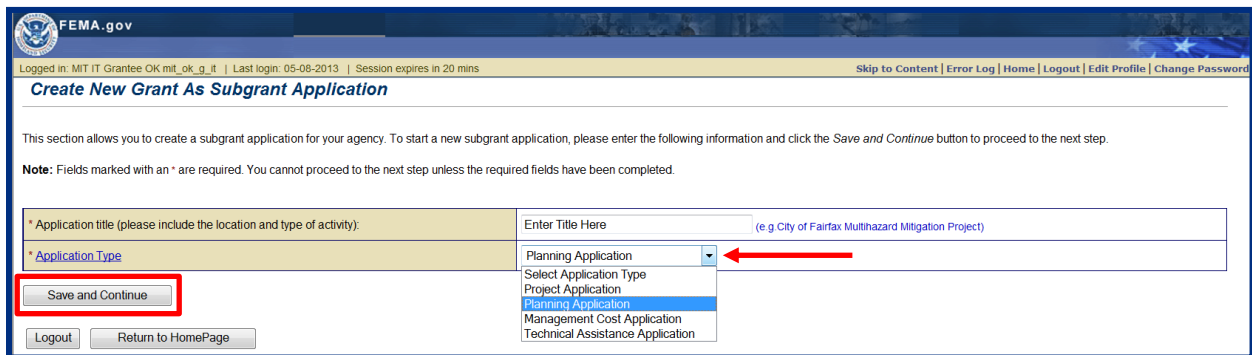 FEMA.gov
Logged in: MIT IT Grantee OK mit_ok_g_it | Last login: 05-08-2013 | Session expires in 20 mins
Skip to Content | Error Log | Home | Logout | Edit Profile | Change Password
Create New Grant As Subgrant Application
This section allows you to create a subgrant application for your agency. To start a new subgrant application, please enter the following information and click the Save and Continue button to proceed to the next step.
Note: Fields marked with an * are required. You cannot proceed to the next step unless the required fields have been completed.
* Application title (please include the location and type of activity):
Enter Title Here
(e.g.City of Fairfax Multihazard Mitigation Project)
* Application Type
Planning Application
Select Application Type
Project Application
Planning Application
Management Cost Application
Technical Assistance Application
Save and Continue
Logout
Return to HomePage